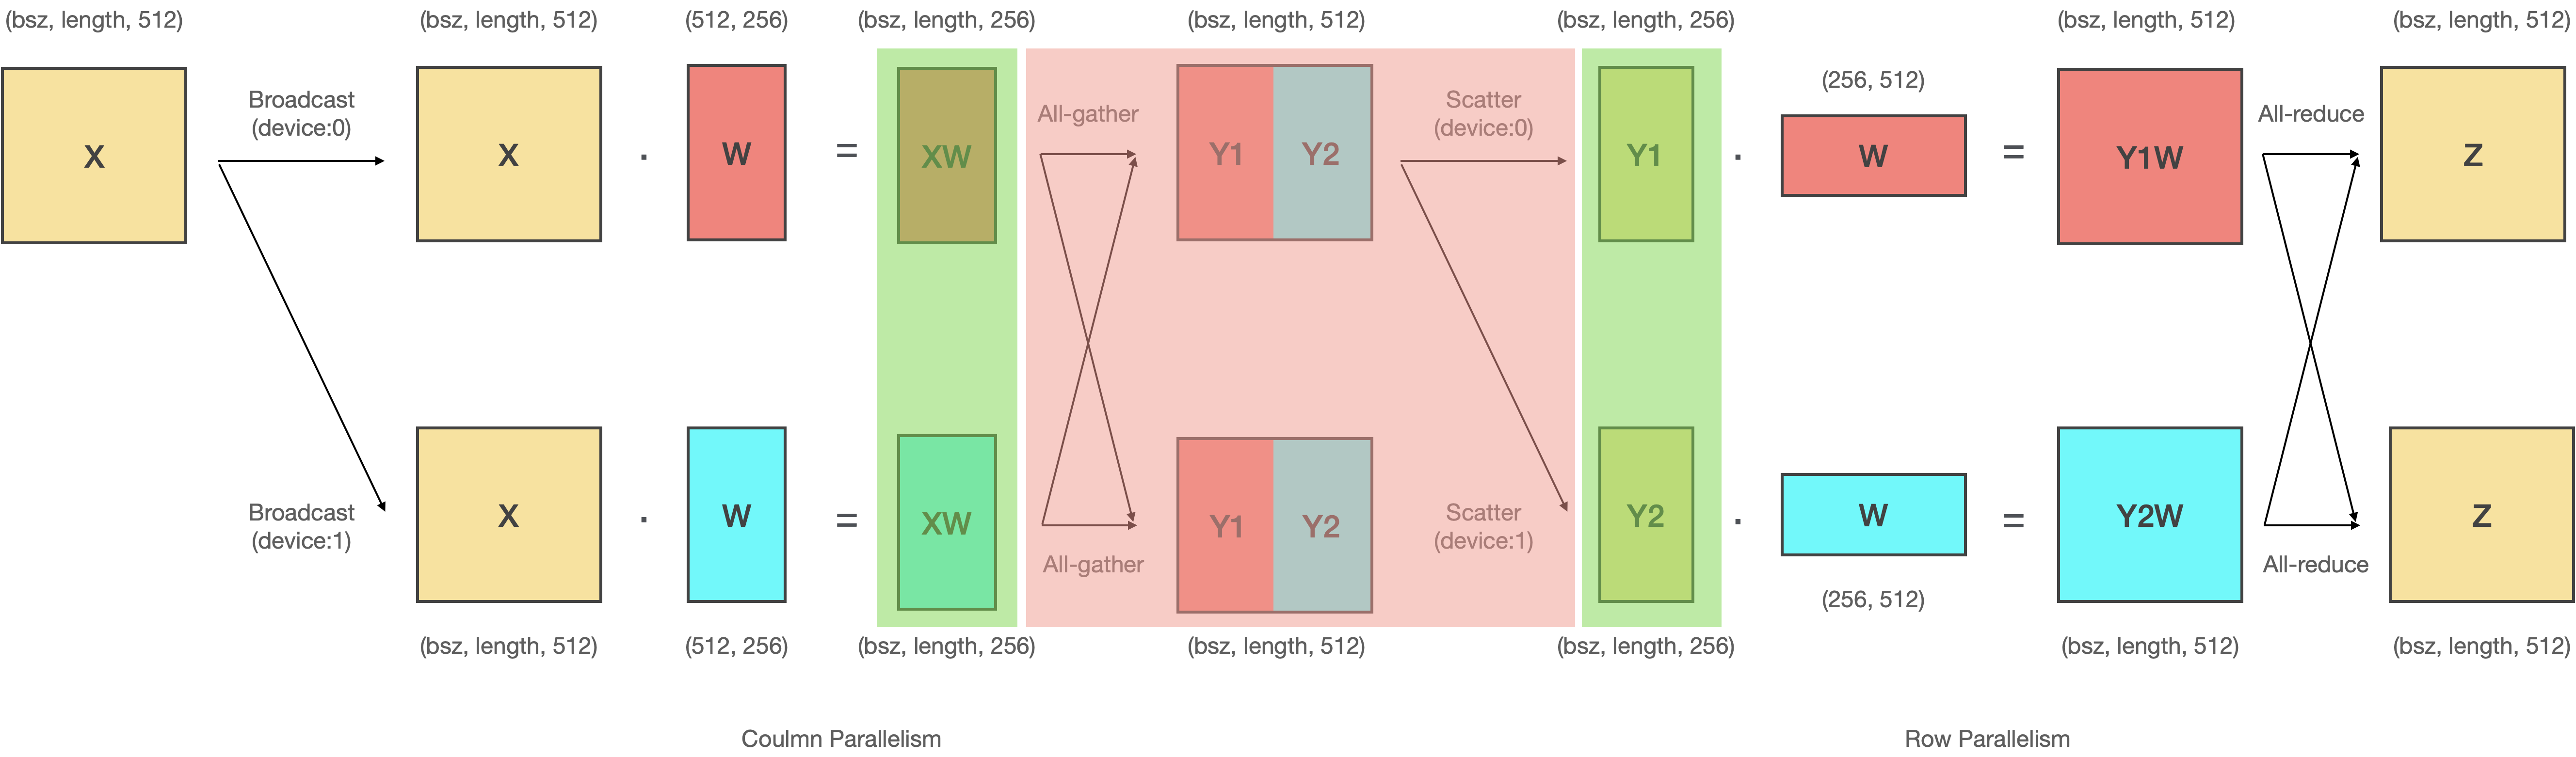 (bsz, length, 512)
(bsz, length, 512)
(512, 256)
(bsz, length, 256)
(bsz, length, 512)
(bsz, length, 256)
(bsz, length, 512)
(bsz, length, 512)
(256, 512)
Broadcast
(device:0)
All-gather
Scatter
(device:0)
All-reduce
X
X
·
W
=
XW
Y1
Y2
Y1
·
W
=
Y1W
Z
Broadcast
(device:1)
X
·
W
=
XW
Y1
Y2
Scatter
(device:1)
Y2
·
W
=
Y2W
Z
All-gather
All-reduce
(256, 512)
(bsz, length, 512)
(512, 256)
(bsz, length, 256)
(bsz, length, 512)
(bsz, length, 256)
(bsz, length, 512)
(bsz, length, 512)
Coulmn Parallelism
Row Parallelism